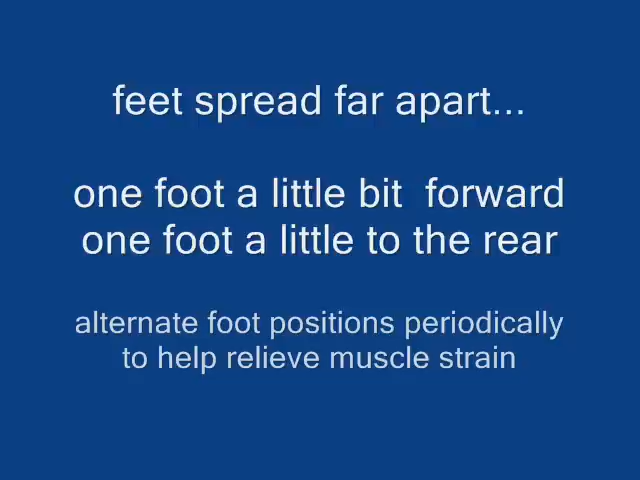 feet spread far apart...
one foot a little bit  forward
one foot a little to the rear
alternate foot positions periodically
to help relieve muscle strain